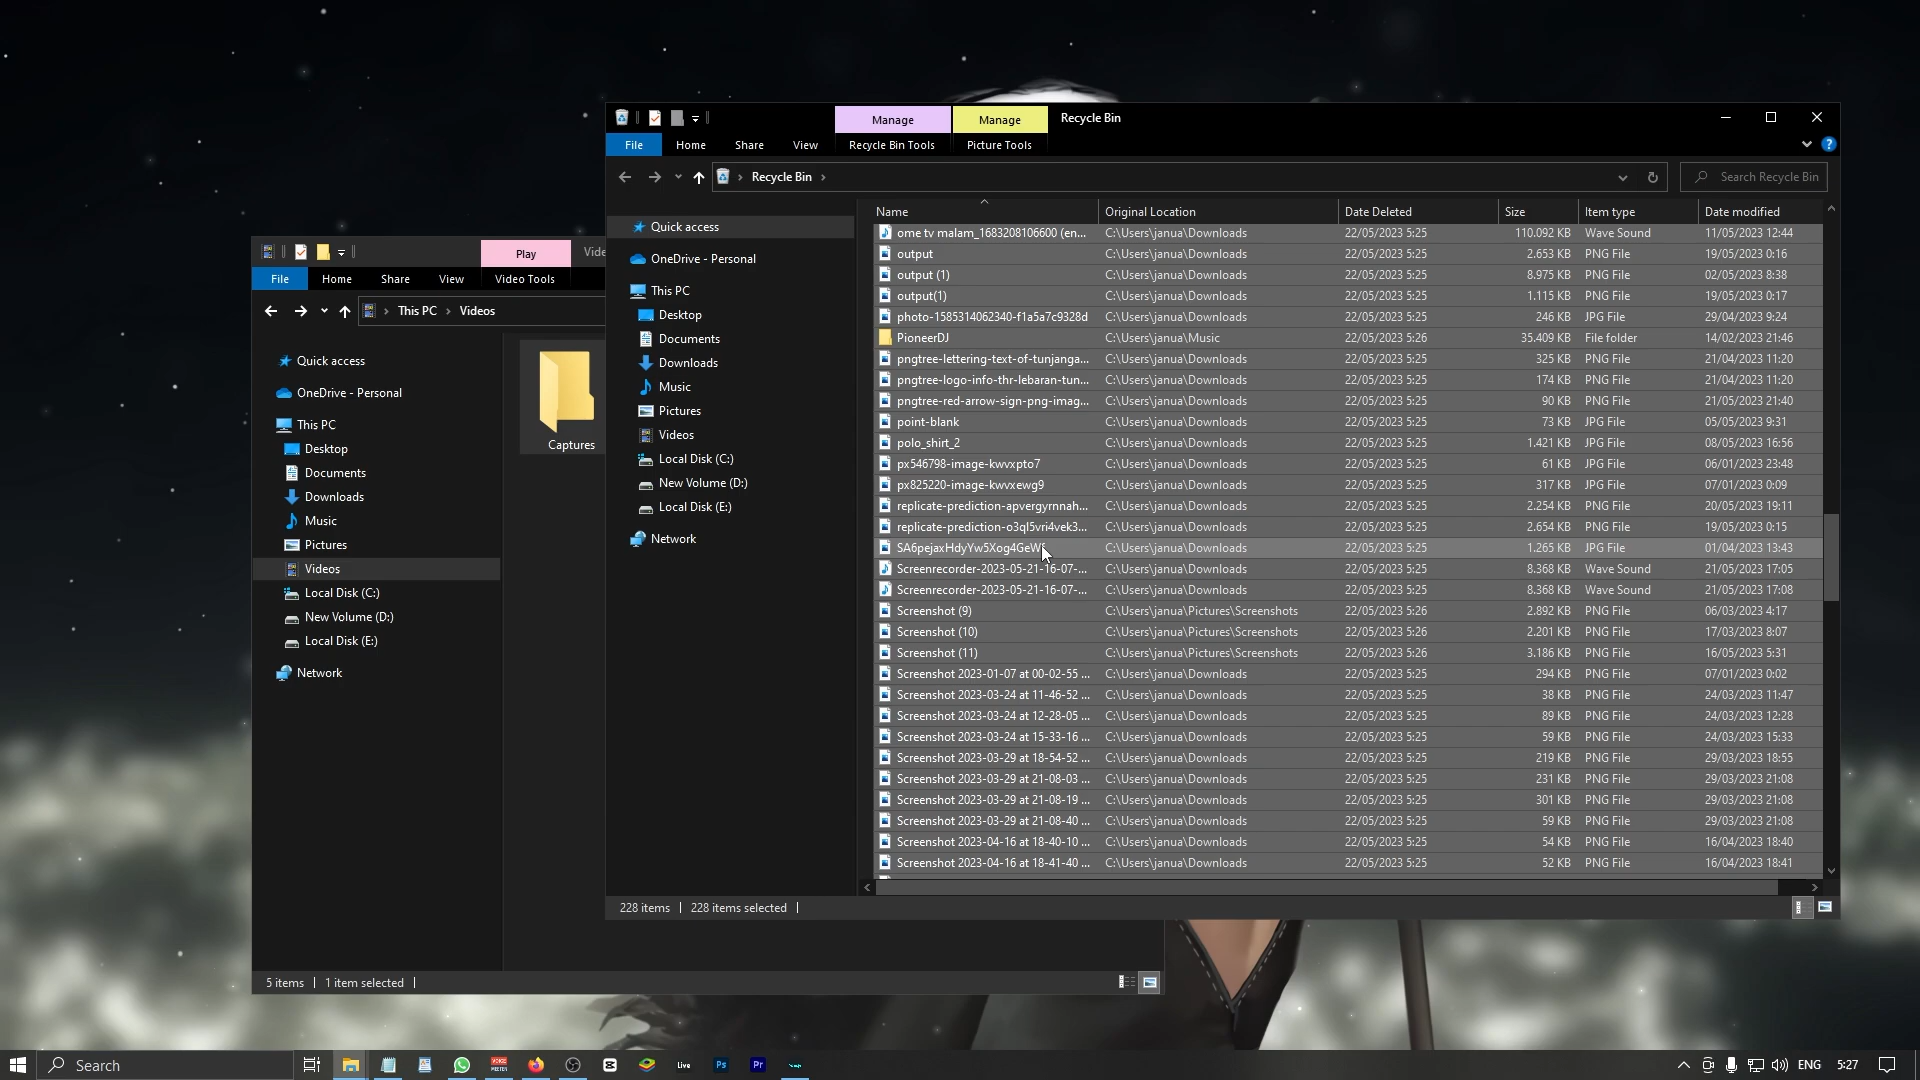 Manage
Manage
Recycle Bin
File
Home
Share
View
Recycle Bin Tools
Picture Tools
Recycle Bin
Search Recycle Bin
Name
Original Location
Date Deleted
Size
Item type
Date modified
Quick access
OneDrive - Personal
This PC
Desktop
Documents
Downloads
Music
Pictures
Videos
Local Disk (C:)
New Volume (D:)
Local Disk (E:)
Network
ome tv malam_1683208106600 (en... C:\Users\janua\Downloads 22/05/2023 5:25 110.092 KB Wave Sound 11/05/2023 12:44
output C:\Users\janua\Downloads 22/05/2023 5:25 2.653 KB PNG File 19/05/2023 0:16
output (1) C:\Users\janua\Downloads 22/05/2023 5:25 8.975 KB PNG File 02/05/2023 8:38
output(1) C:\Users\janua\Downloads 22/05/2023 5:25 1.115 KB PNG File 19/05/2023 0:17
photo-1585314062340-f1a5a7c9328d C:\Users\janua\Downloads 22/05/2023 5:25 246 KB JPG File 29/04/2023 9:24
PioneerDJ C:\Users\janua\Music 22/05/2023 5:26 35.409 KB File folder 14/02/2023 21:46
pngtree-lettering-text-of-tunjanga... C:\Users\janua\Downloads 22/05/2023 5:25 325 KB PNG File 21/04/2023 11:20
pngtree-logo-info-thr-lebaran-tun... C:\Users\janua\Downloads 22/05/2023 5:25 174 KB PNG File 21/04/2023 11:20
pngtree-red-arrow-sign-png-imag... C:\Users\janua\Downloads 22/05/2023 5:25 90 KB PNG File 21/05/2023 21:40
point-blank C:\Users\janua\Downloads 22/05/2023 5:25 73 KB JPG File 05/05/2023 9:31
polo_shirt_2 C:\Users\janua\Downloads 22/05/2023 5:25 1.421 KB JPG File 08/05/2023 16:56
px546798-image-kwvxpto7 C:\Users\janua\Downloads 22/05/2023 5:25 61 KB JPG File 06/01/2023 23:48
px825220-image-kwvxewg9 C:\Users\janua\Downloads 22/05/2023 5:25 317 KB JPG File 07/01/2023 0:09
replicate-prediction-apvergyrnnah... C:\Users\janua\Downloads 22/05/2023 5:25 2.254 KB PNG File 20/05/2023 19:11
replicate-prediction-o3ql5vri4vek3... C:\Users\janua\Downloads 22/05/2023 5:25 2.654 KB PNG File 19/05/2023 0:15
C:\Users\janua\Downloads 22/05/2023 5:25 1.265 KB JPG File 01/04/2023 13:43
Screenrecorder-2023-05-21-16-07-... C:\Users\janua\Downloads 22/05/2023 5:25 8.368 KB Wave Sound 21/05/2023 17:05
Screenrecorder-2023-05-21-16-07-... C:\Users\janua\Downloads 22/05/2023 5:25 8.368 KB Wave Sound 21/05/2023 17:08
Screenshot (9) C:\Users\janua\Pictures\Screenshots 22/05/2023 5:26 2.892 KB PNG File 06/03/2023 4:17
Screenshot (10) C:\Users\janua\Pictures\Screenshots 22/05/2023 5:26 2.201 KB PNG File 17/03/2023 8:07
Screenshot (11) C:\Users\janua\Pictures\Screenshots 22/05/2023 5:26 3.186 KB PNG File 16/05/2023 5:31
Screenshot 2023-01-07 at 00-02-55 ... C:\Users\janua\Downloads 22/05/2023 5:25 294 KB PNG File 07/01/2023 0:02
Screenshot 2023-03-24 at 11-46-52 ... C:\Users\janua\Downloads 22/05/2023 5:25 38 KB PNG File 24/03/2023 11:47
Screenshot 2023-03-24 at 12-28-05 ... C:\Users\janua\Downloads 22/05/2023 5:25 89 KB PNG File 24/03/2023 12:28
Screenshot 2023-03-24 at 15-33-16 ... C:\Users\janua\Downloads 22/05/2023 5:25 59 KB PNG File 24/03/2023 15:33
Screenshot 2023-03-29 at 18-54-52 ... C:\Users\janua\Downloads 22/05/2023 5:25 219 KB PNG File 29/03/2023 18:55
Screenshot 2023-03-29 at 21-08-03 ... C:\Users\janua\Downloads 22/05/2023 5:25 231 KB PNG File 29/03/2023 21:08
Screenshot 2023-03-29 at 21-08-19 ... C:\Users\janua\Downloads 22/05/2023 5:25 301 KB PNG File 29/03/2023 21:08
Screenshot 2023-03-29 at 21-08-40 ... C:\Users\janua\Downloads 22/05/2023 5:25 59 KB PNG File 29/03/2023 21:08
Screenshot 2023-04-16 at 18-40-10 ... C:\Users\janua\Downloads 22/05/2023 5:25 54 KB PNG File 16/04/2023 18:40
Screenshot 2023-04-16 at 18-41-40 ... C:\Users\janua\Downloads 22/05/2023 5:25 52 KB PNG File 16/04/2023 18:41
228 items
228 items selected
Play
Vide
File
Home
Share
View
Video Tools
This PC
Videos
Quick access
OneDrive - Personal
This PC
Desktop
Documents
Downloads
Music
Pictures
Videos
Local Disk (C:)
New Volume (D:)
Local Disk (E:)
Network
Captures
5 items
1 item selected
Search
VOICE
MEETER
Live
Ps
Pr
ENG
5:27